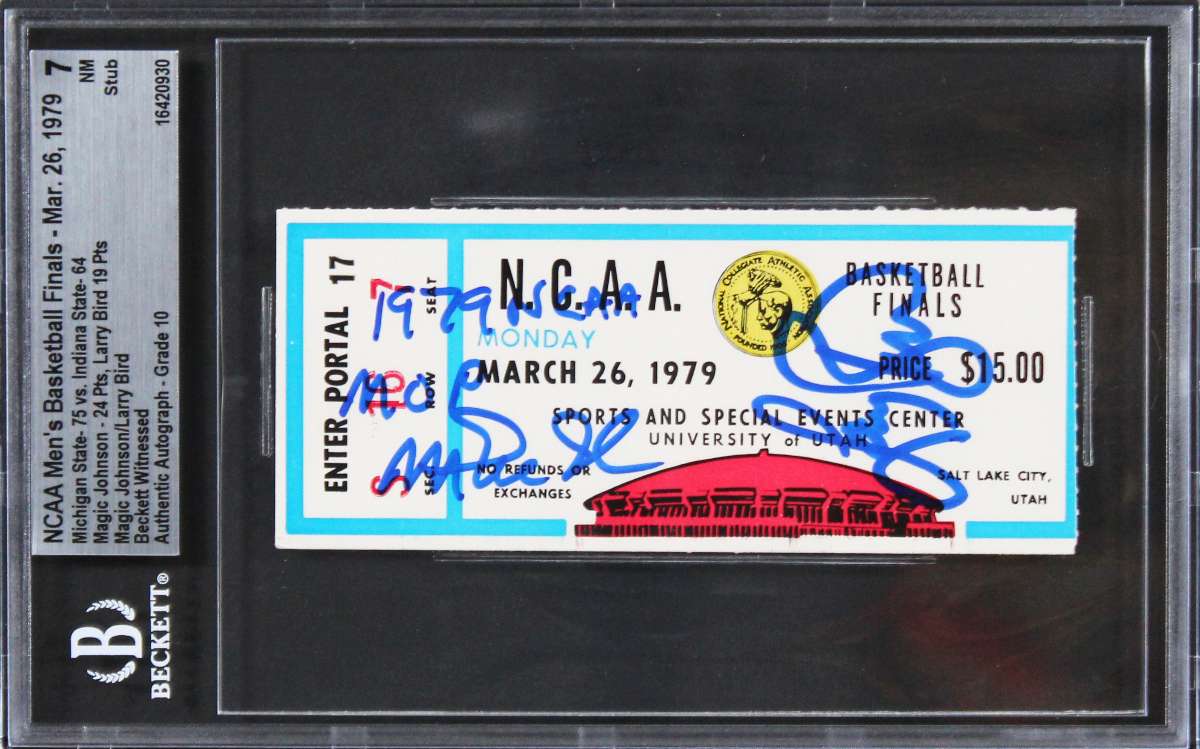 NCAA Men's Basketball Finals - Mar. 26, 1979 7
Michigan State- 75 vs. Indiana State- 64 NM
Magic Johnson - 24 Pts, Larry Bird 19 Pts Stub
Magic Johnson/Larry Bird
Beckett Witnessed
Authentic Autograph - Grade 10 16420930
B
BECKETT®
ENTER PORTAL 17
SEC. ROW SEAT
S 16 7
N.C.A.A.
MONDAY
MARCH 26, 1979
BASKETBALL
FINALS
PRICE $15.00
SPORTS AND SPECIAL EVENTS CENTER
UNIVERSITY of UTAH
NO REFUNDS OR
EXCHANGES
SALT LAKE CITY,
UTAH
1979 NCAA
MOP